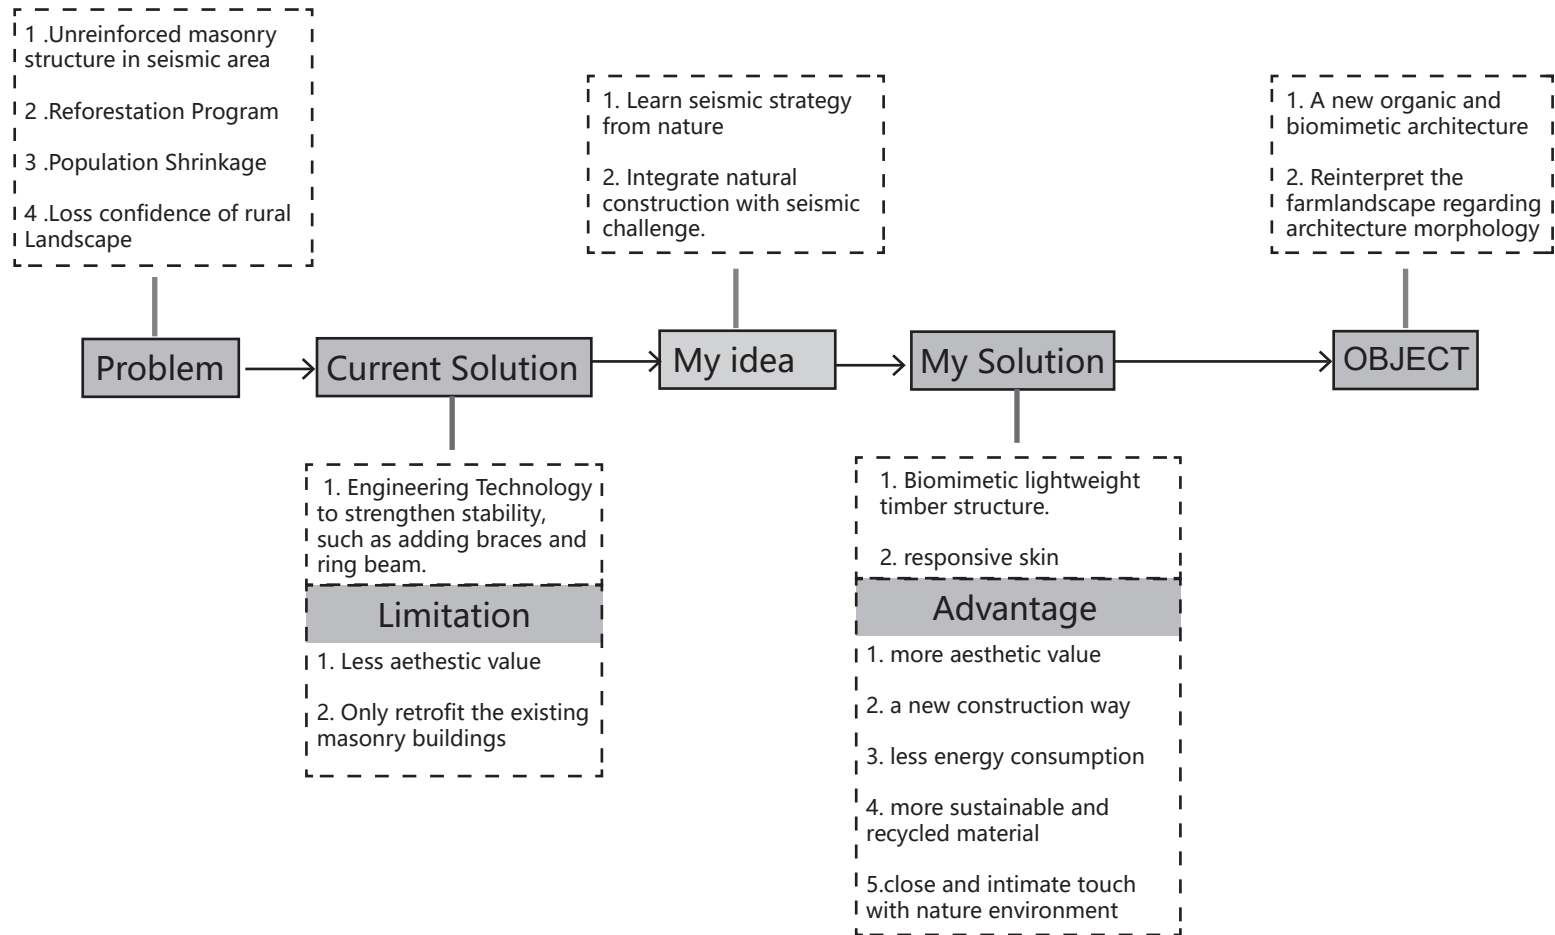 1 .Unreinforced masonry
structure in seismic area
2 .Reforestation Program
3 .Population Shrinkage
4 .Loss confidence of rural
Landscape
1. Learn seismic strategy
from nature
2. Integrate natural
construction with seismic
challenge.
1. A new organic and
biomimetic architecture
2. Reinterpret the
farmlandscape regarding
architecture morphology
Problem
Current Solution
My idea
My Solution
OBJECT
1. Engineering Technology
to strengthen stability,
such as adding braces and
ring beam.
Limitation
1. Less aethestic value
2. Only retrofit the existing
masonry buildings
1. Biomimetic lightweight
timber structure.
2. responsive skin
Advantage
1. more aesthetic value
2. a new construction way
3. less energy consumption
4. more sustainable and
recycled material
5.close and intimate touch
with nature environment